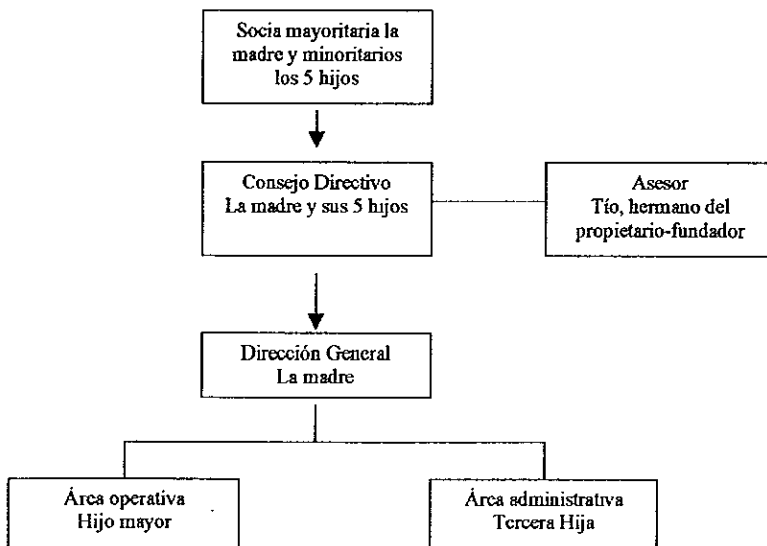 Socia mayoritaria la
madre y minoritarios
los 5 hijos
Consejo Directivo
La madre y sus 5 hijos
Asesor
Tío, hermano del
propietario-fundador
Dirección General
La madre
Área operativa
Hijo mayor
Área administrativa
Tercera Hija